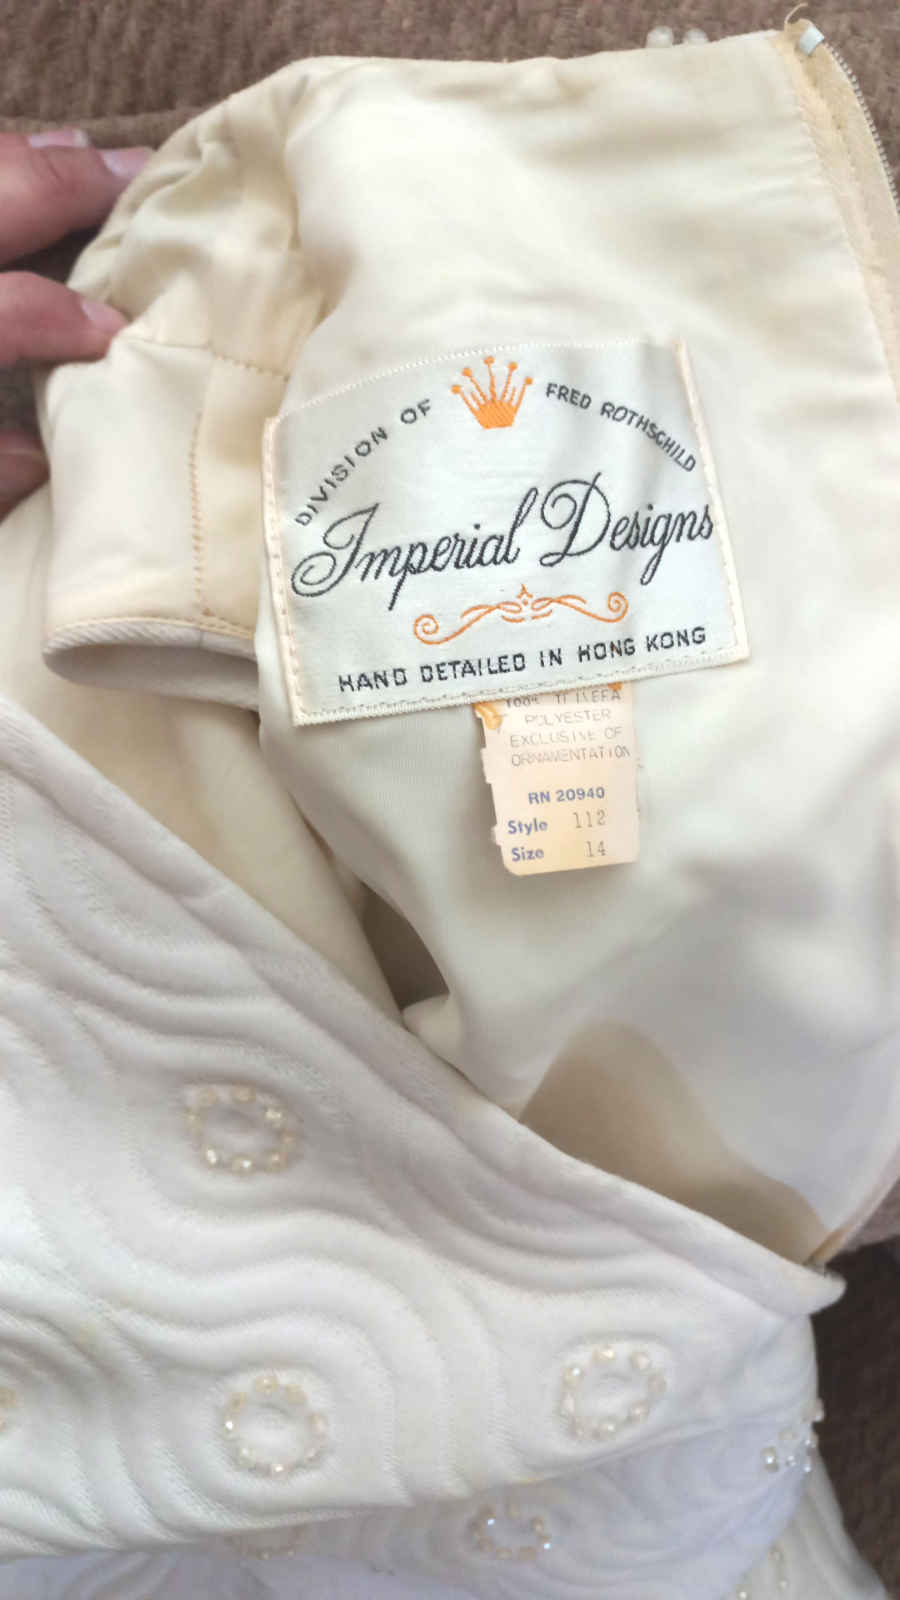 DIVISION OF FRED ROTHSCHILD
Imperial Designs
HAND DETAILED IN HONG KONG
100%
POLYESTER
EXCLUSIVE OF
ORNAMENTATION
RN 20940
Style 112
Size 14